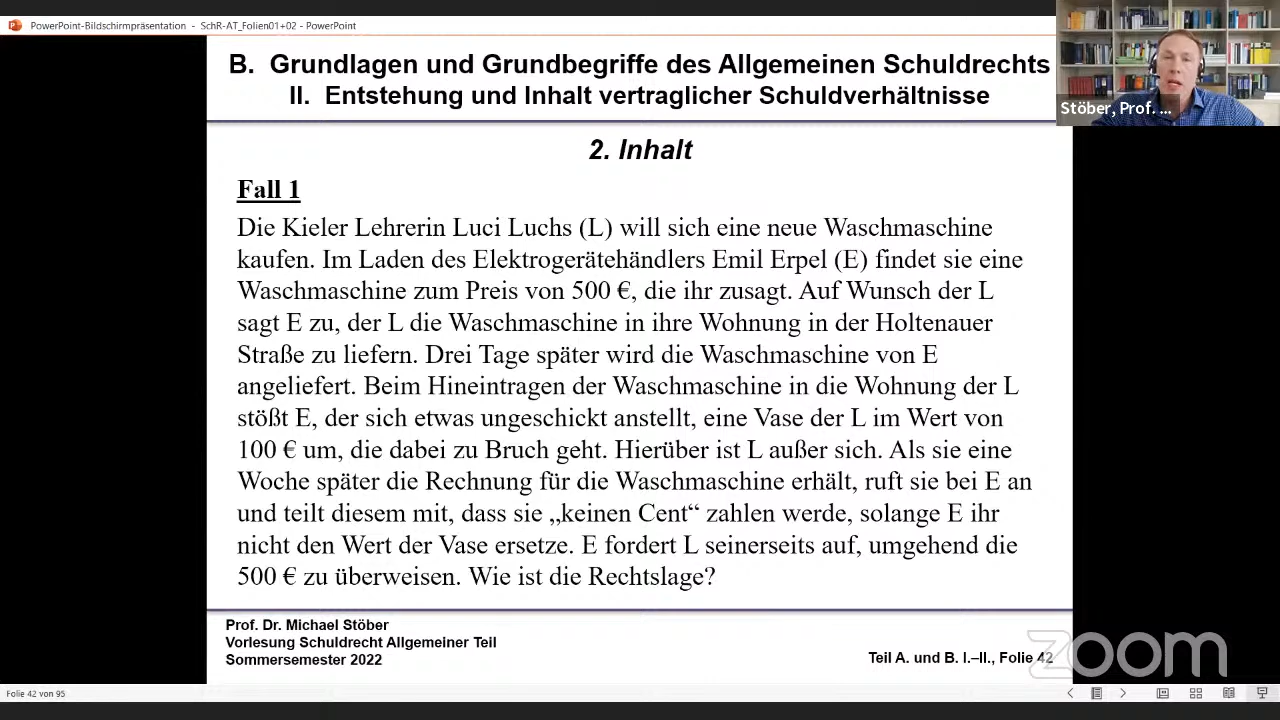 PowerPoint-Bildschirmpräsentation - SchR-AT_Folien01+02 - PowerPoint
B. Grundlagen und Grundbegriffe des Allgemeinen Schuldrechts
II. Entstehung und Inhalt vertraglicher Schuldverhältnisse
Stöber, Prof. ...
2. Inhalt
Fall 1
Die Kieler Lehrerin Luci Luchs (L) will sich eine neue Waschmaschine
kaufen. Im Laden des Elektrogerätehändlers Emil Erpel (E) findet sie eine
Waschmaschine zum Preis von 500 €, die ihr zusagt. Auf Wunsch der L
sagt E zu, der L die Waschmaschine in ihre Wohnung in der Holtenauer
Straße zu liefern. Drei Tage später wird die Waschmaschine von E
angeliefert. Beim Hineintragen der Waschmaschine in die Wohnung der L
stößt E, der sich etwas ungeschickt anstellt, eine Vase der L im Wert von
100 € um, die dabei zu Bruch geht. Hierüber ist L außer sich. Als sie eine
Woche später die Rechnung für die Waschmaschine erhält, ruft sie bei E an
und teilt diesem mit, dass sie „keinen Cent“ zahlen werde, solange E ihr
nicht den Wert der Vase ersetze. E fordert L seinerseits auf, umgehend die
500 € zu überweisen. Wie ist die Rechtslage?
Prof. Dr. Michael Stöber
Vorlesung Schuldrecht Allgemeiner Teil
Sommersemester 2022
Teil A. und B. I.–II., Folie 42
zoom
Folie 42 von 95